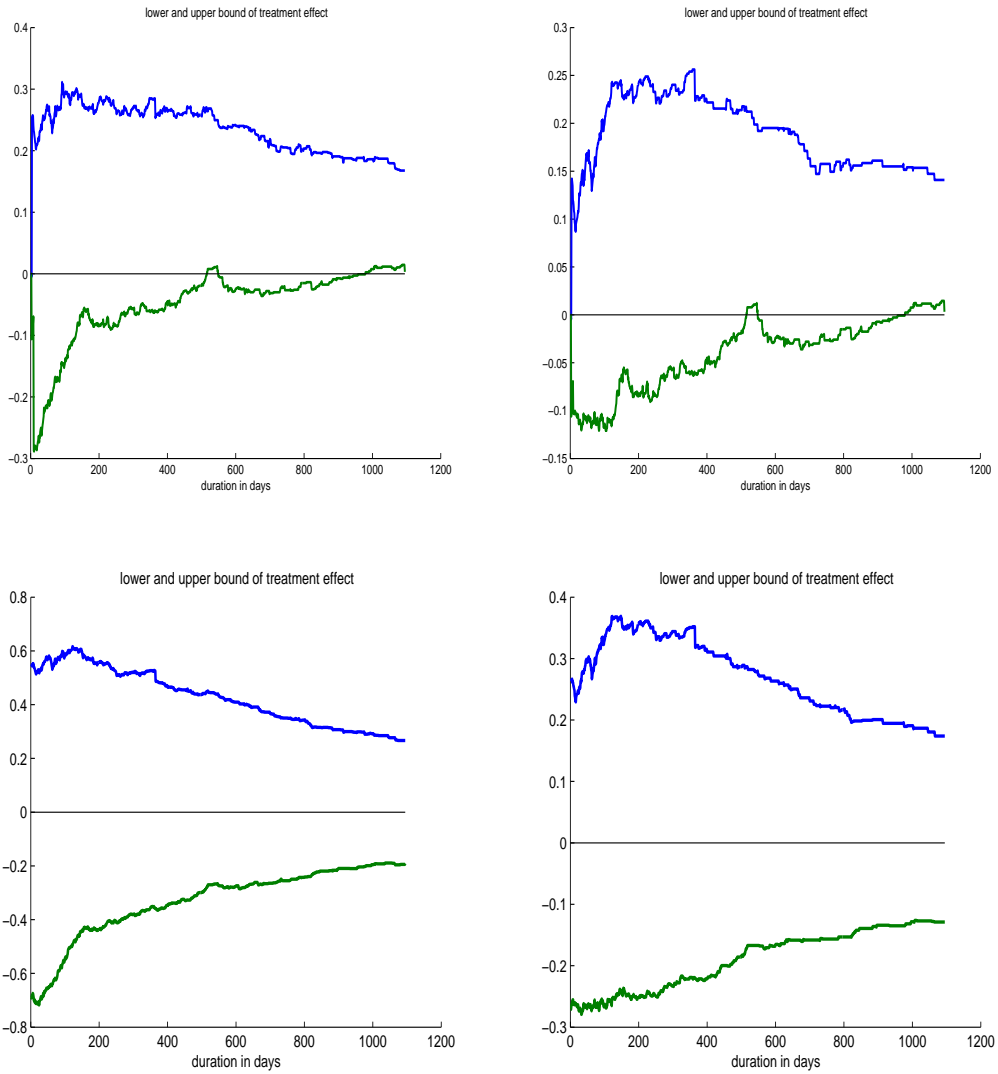 lower and upper bound of treatment effect
0.4
0.3
0.2
0.1
0
−0.1
−0.2
−0.3
0 200 400 600 800 1000 1200
duration in days
lower and upper bound of treatment effect
0.3
0.25
0.2
0.15
0.1
0.05
0
−0.05
−0.1
−0.15
0 200 400 600 800 1000 1200
duration in days
lower and upper bound of treatment effect
0.8
0.6
0.4
0.2
0
−0.2
−0.4
−0.6
−0.8
0 200 400 600 800 1000 1200
duration in days
lower and upper bound of treatment effect
0.4
0.3
0.2
0.1
0
−0.1
−0.2
−0.3
0 200 400 600 800 1000 1200
duration in days